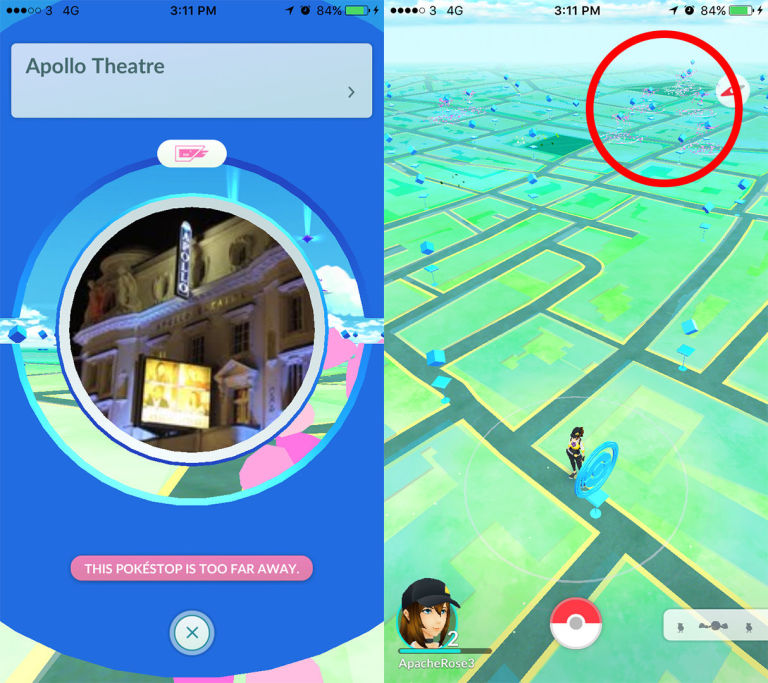 3 4G 3:11 PM 84%
Apollo Theatre
APOLLO
THIS POKÉSTOP IS TOO FAR AWAY.
3 4G 3:11 PM 84%
2
ApacheRose3